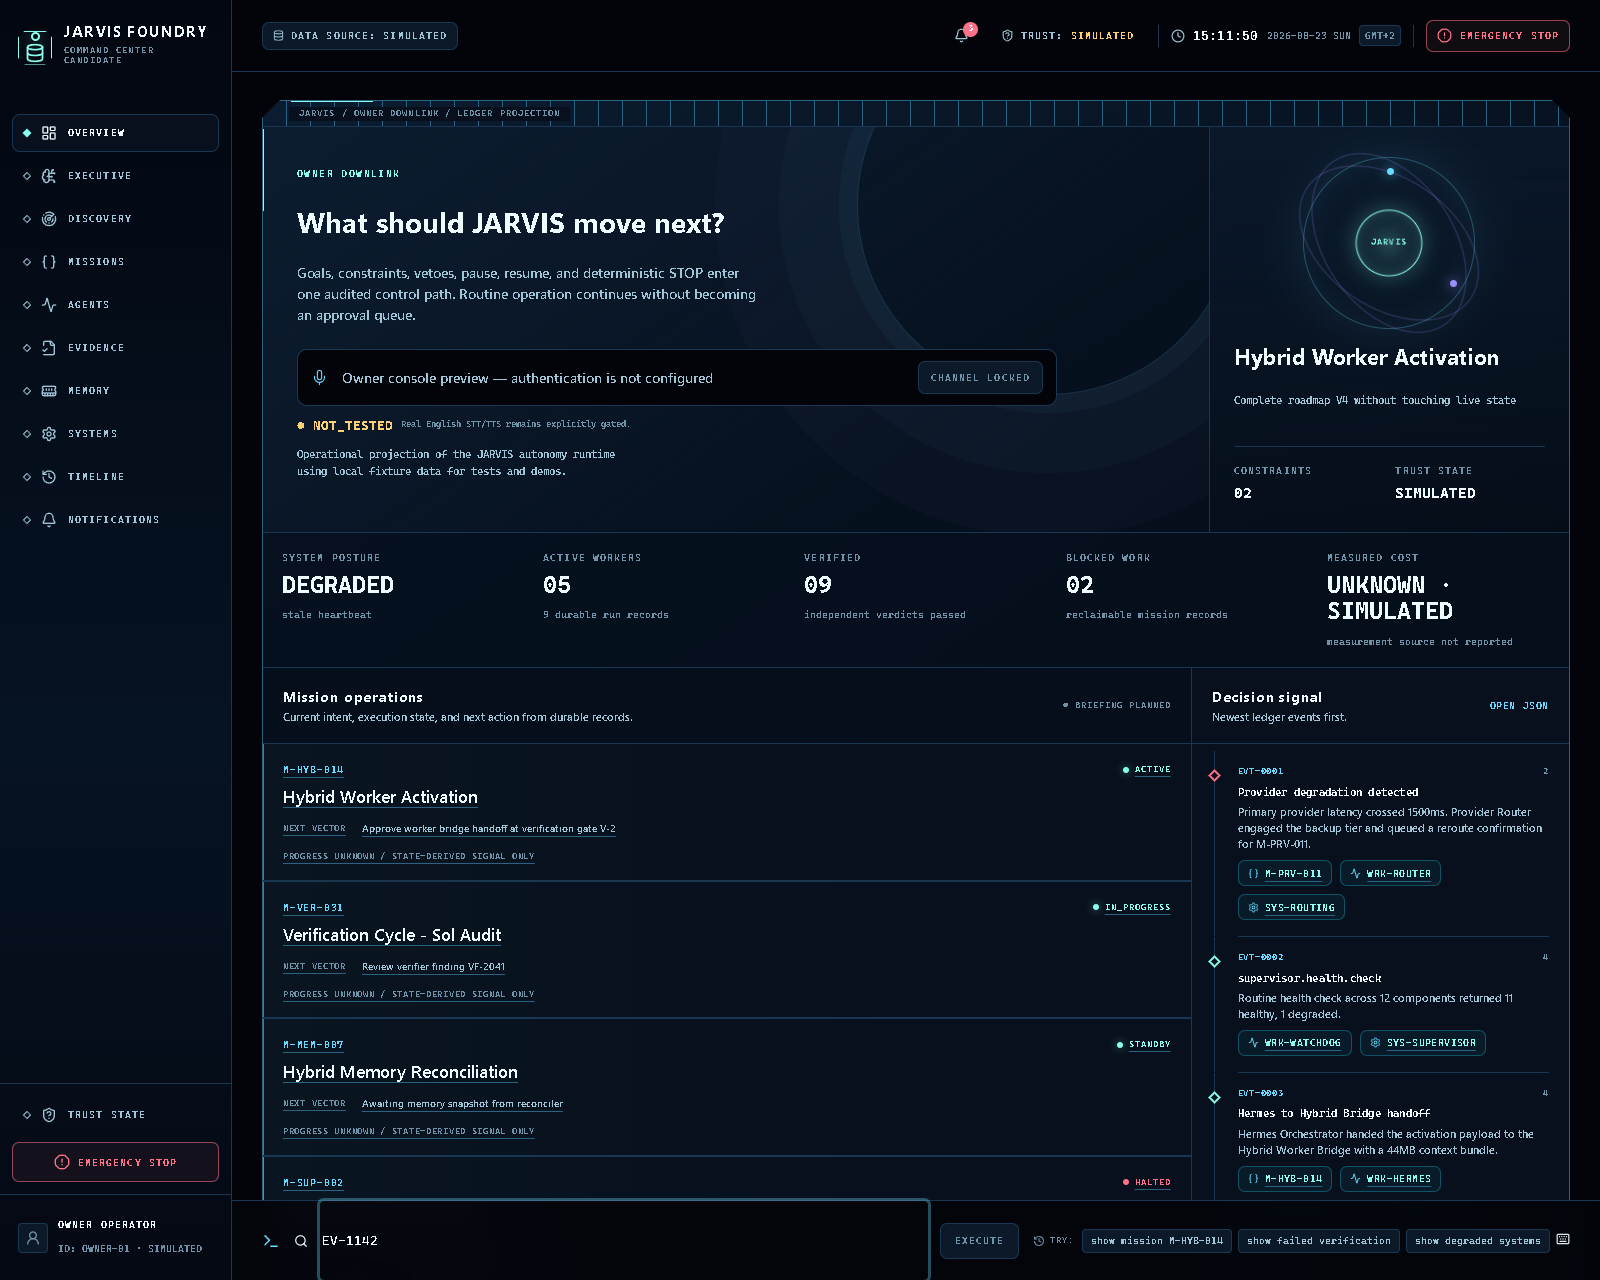 JARVIS FOUNDRY
COMMAND CENTER
CANDIDATE
OVERVIEW
EXECUTIVE
DISCOVERY
MISSIONS
AGENTS
EVIDENCE
MEMORY
SYSTEMS
TIMELINE
NOTIFICATIONS
TRUST STATE
EMERGENCY STOP
OWNER OPERATOR
ID: OWNER-01 · SIMULATED
DATA SOURCE: SIMULATED
3
TRUST: SIMULATED
15:11:50 2026-08-23 SUN GMT+2
EMERGENCY STOP
JARVIS / OWNER DOWNLINK / LEDGER PROJECTION
OWNER DOWNLINK
What should JARVIS move next?
Goals, constraints, vetoes, pause, resume, and deterministic STOP enter
one audited control path. Routine operation continues without becoming
an approval queue.
Owner console preview — authentication is not configured
CHANNEL LOCKED
NOT_TESTED Real English STT/TTS remains explicitly gated.
Operational projection of the JARVIS autonomy runtime
using local fixture data for tests and demos.
JARVIS
Hybrid Worker Activation
Complete roadmap V4 without touching live state
CONSTRAINTS
02
TRUST STATE
SIMULATED
SYSTEM POSTURE
DEGRADED
stale heartbeat
ACTIVE WORKERS
05
9 durable run records
VERIFIED
09
independent verdicts passed
BLOCKED WORK
02
reclaimable mission records
MEASURED COST
UNKNOWN ·
SIMULATED
measurement source not reported
Mission operations
Current intent, execution state, and next action from durable records.
BRIEFING PLANNED
M-HYB-014
ACTIVE
Hybrid Worker Activation
NEXT VECTOR Approve worker bridge handoff at verification gate V-2
PROGRESS UNKNOWN / STATE-DERIVED SIGNAL ONLY
M-VER-031
IN_PROGRESS
Verification Cycle - Sol Audit
NEXT VECTOR Review verifier finding VF-2041
PROGRESS UNKNOWN / STATE-DERIVED SIGNAL ONLY
M-MEM-007
STANDBY
Hybrid Memory Reconciliation
NEXT VECTOR Awaiting memory snapshot from reconciler
PROGRESS UNKNOWN / STATE-DERIVED SIGNAL ONLY
M-SUP-002
HALTED
Decision signal
Newest ledger events first.
OPEN JSON
EVT-0001 2
Provider degradation detected
Primary provider latency crossed 1500ms. Provider Router
engaged the backup tier and queued a reroute confirmation
for M-PRV-011.
M-PRV-011 WRK-ROUTER
SYS-ROUTING
EVT-0002 4
supervisor.health.check
Routine health check across 12 components returned 11
healthy, 1 degraded.
WRK-WATCHDOG SYS-SUPERVISOR
EVT-0003 4
Hermes to Hybrid Bridge handoff
Hermes Orchestrator handed the activation payload to the
Hybrid Worker Bridge with a 44MB context bundle.
M-HYB-014 WRK-HERMES
EV-1142
EXECUTE
TRY: show mission M-HYB-014 show failed verification show degraded systems